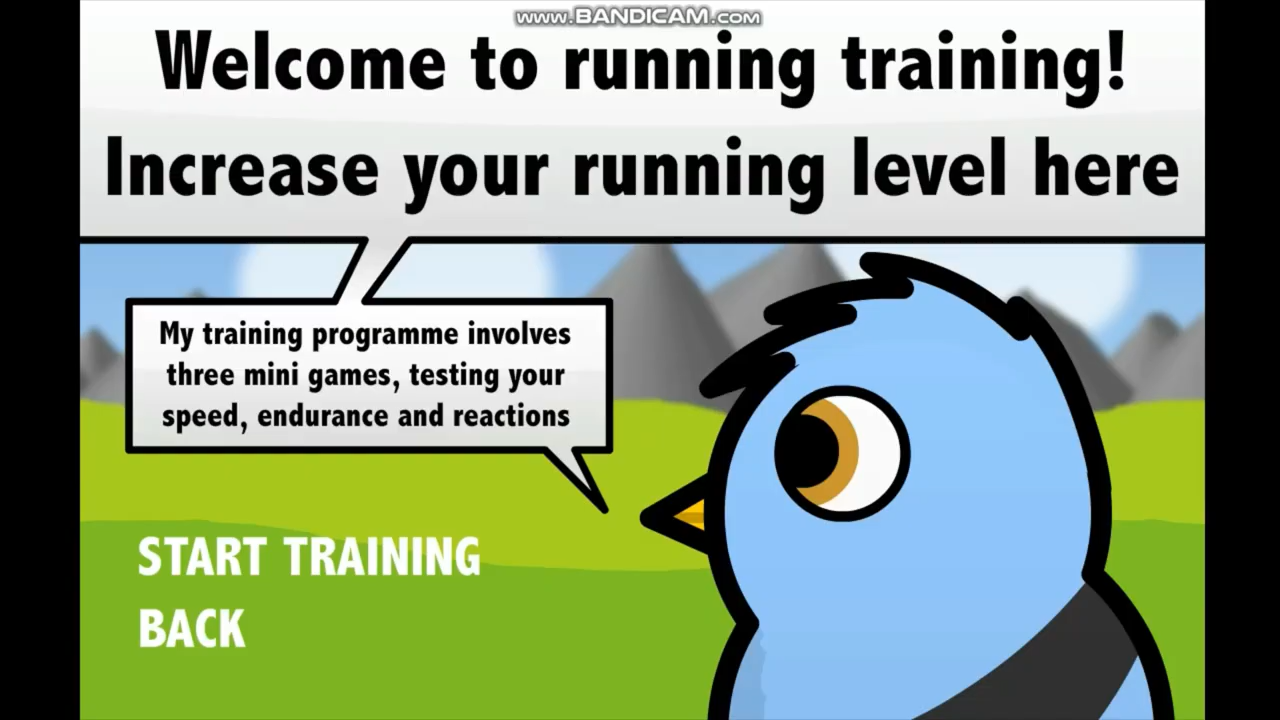 www.BANDICAM.com
Welcome to running training!
Increase your running level here
My training programme involves
three mini games, testing your
speed, endurance and reactions
START TRAINING
BACK